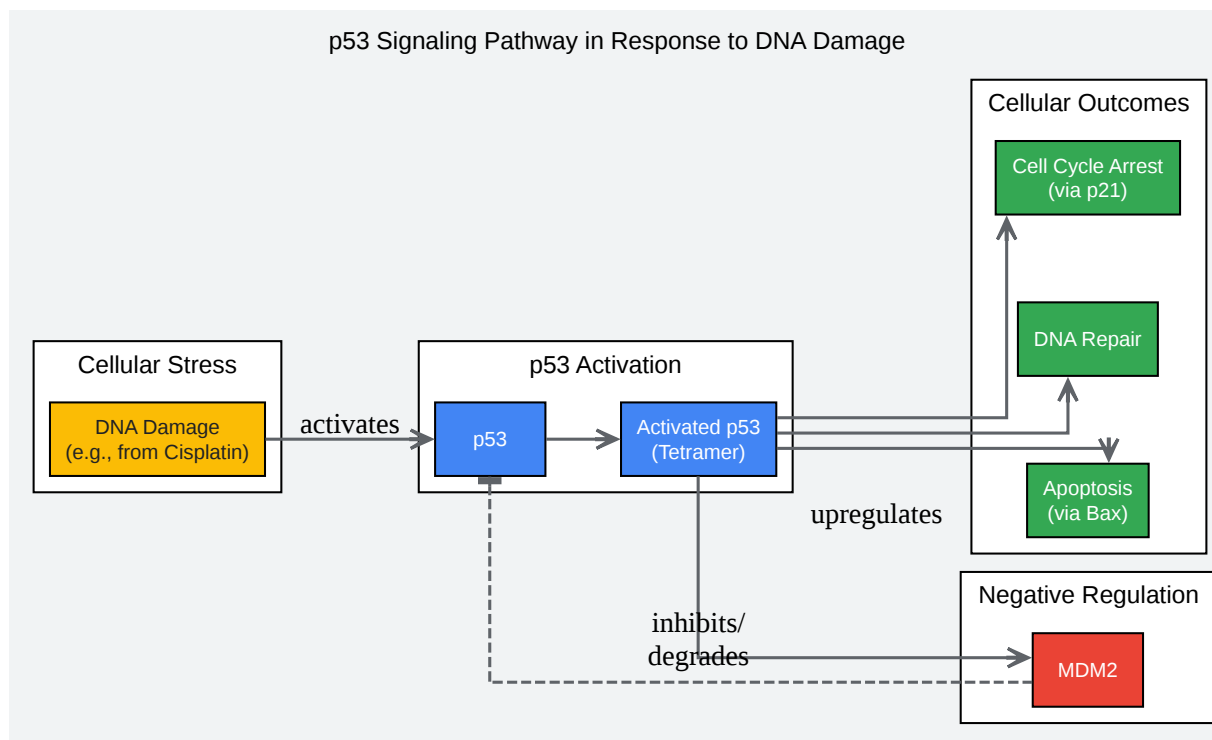 p53 Signaling Pathway in Response to DNA Damage
Cellular Outcomes
Cell Cycle Arrest
(via p21)
DNA Repair
Apoptosis
(via Bax)
Cellular Stress
DNA Damage
(e.g., from Cisplatin)
activates
p53 Activation
p53
Activated p53
(Tetramer)
upregulates
inhibits/
degrades
Negative Regulation
MDM2